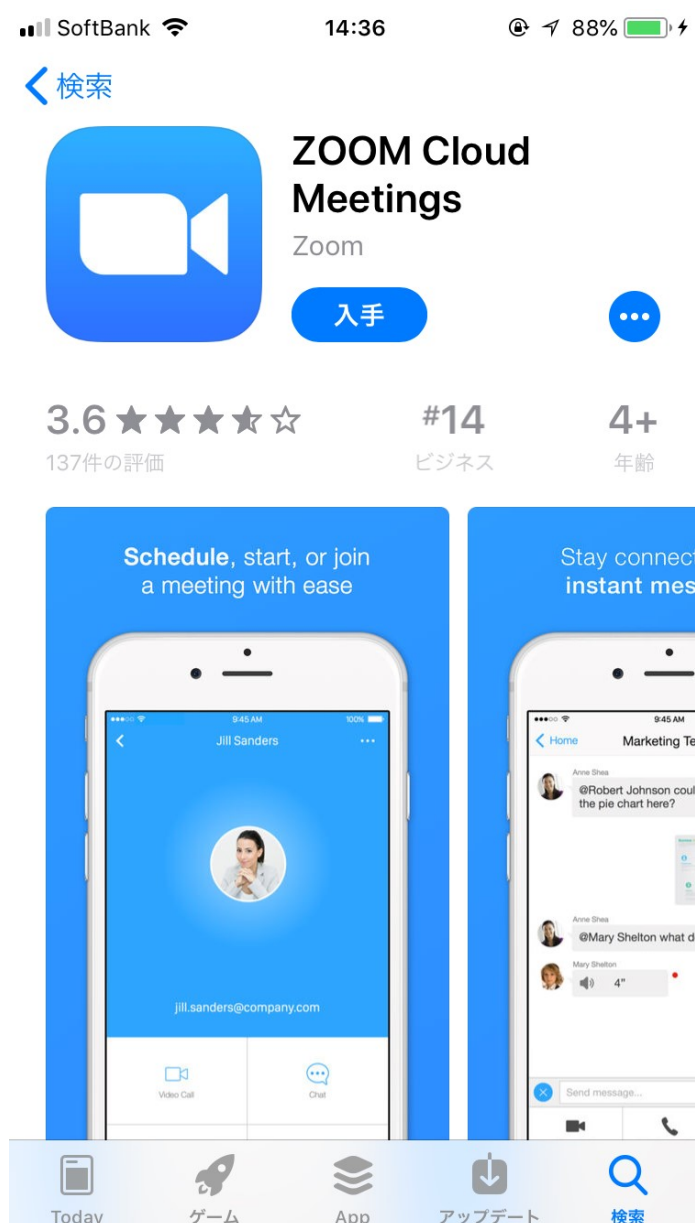 SoftBank 14:36 88%
検索
ZOOM Cloud
Meetings
Zoom
入手
3.6 #14 4+
137件の評価 ビジネス 年齢
Schedule, start, or join
a meeting with ease
9:45 AM 100%
Jill Sanders
jill.sanders@company.com
Video Call Chat
Stay connect
instant mes
9:45 AM
Home Marketing Te
Anne Shea
@Robert Johnson coul
the pie chart here?
Anne Shea
@Mary Shelton what d
Mary Shelton
4"
Send message...
Today ゲーム App アップデート 検索